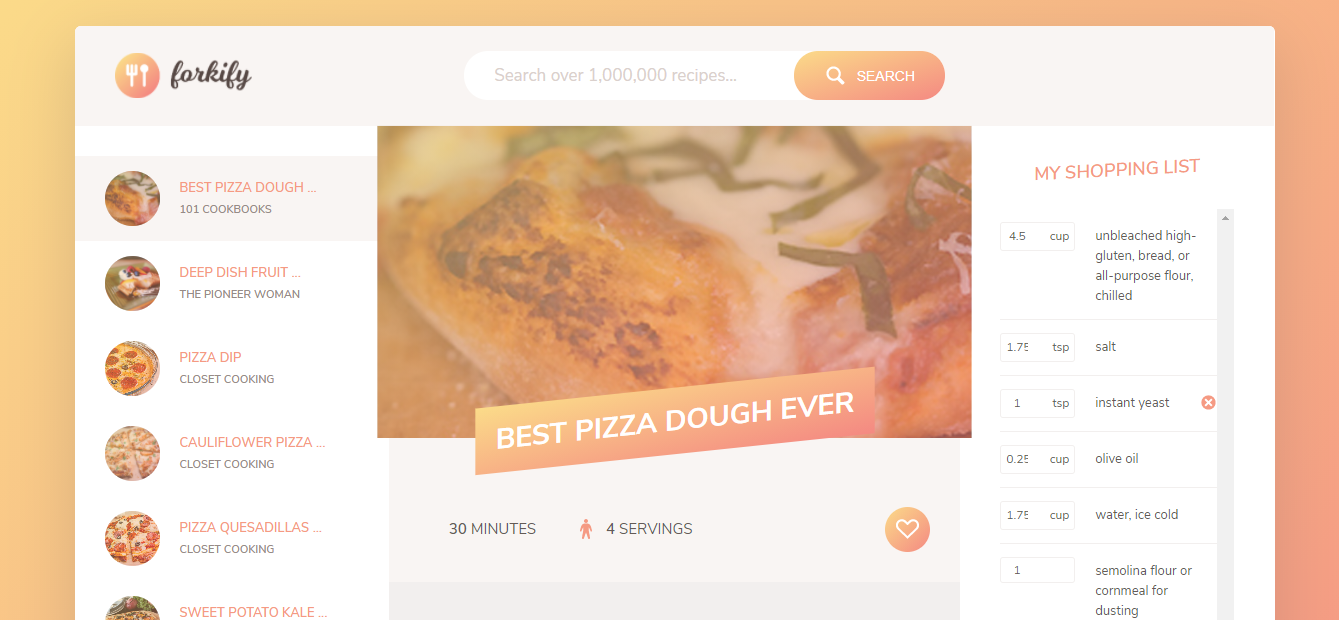 forkify
Search over 1,000,000 recipes...
SEARCH
BEST PIZZA DOUGH ...
101 COOKBOOKS
DEEP DISH FRUIT ...
THE PIONEER WOMAN
PIZZA DIP
CLOSET COOKING
CAULIFLOWER PIZZA ...
CLOSET COOKING
PIZZA QUESADILLAS ...
CLOSET COOKING
SWEET POTATO KALE ...
BEST PIZZA DOUGH EVER
30 MINUTES
4 SERVINGS
MY SHOPPING LIST
4.5 cup unbleached high-
gluten, bread, or
all-purpose flour,
chilled
1.75 tsp salt
1 tsp instant yeast
0.25 cup olive oil
1.75 cup water, ice cold
1 semolina flour or
cornmeal for
dusting